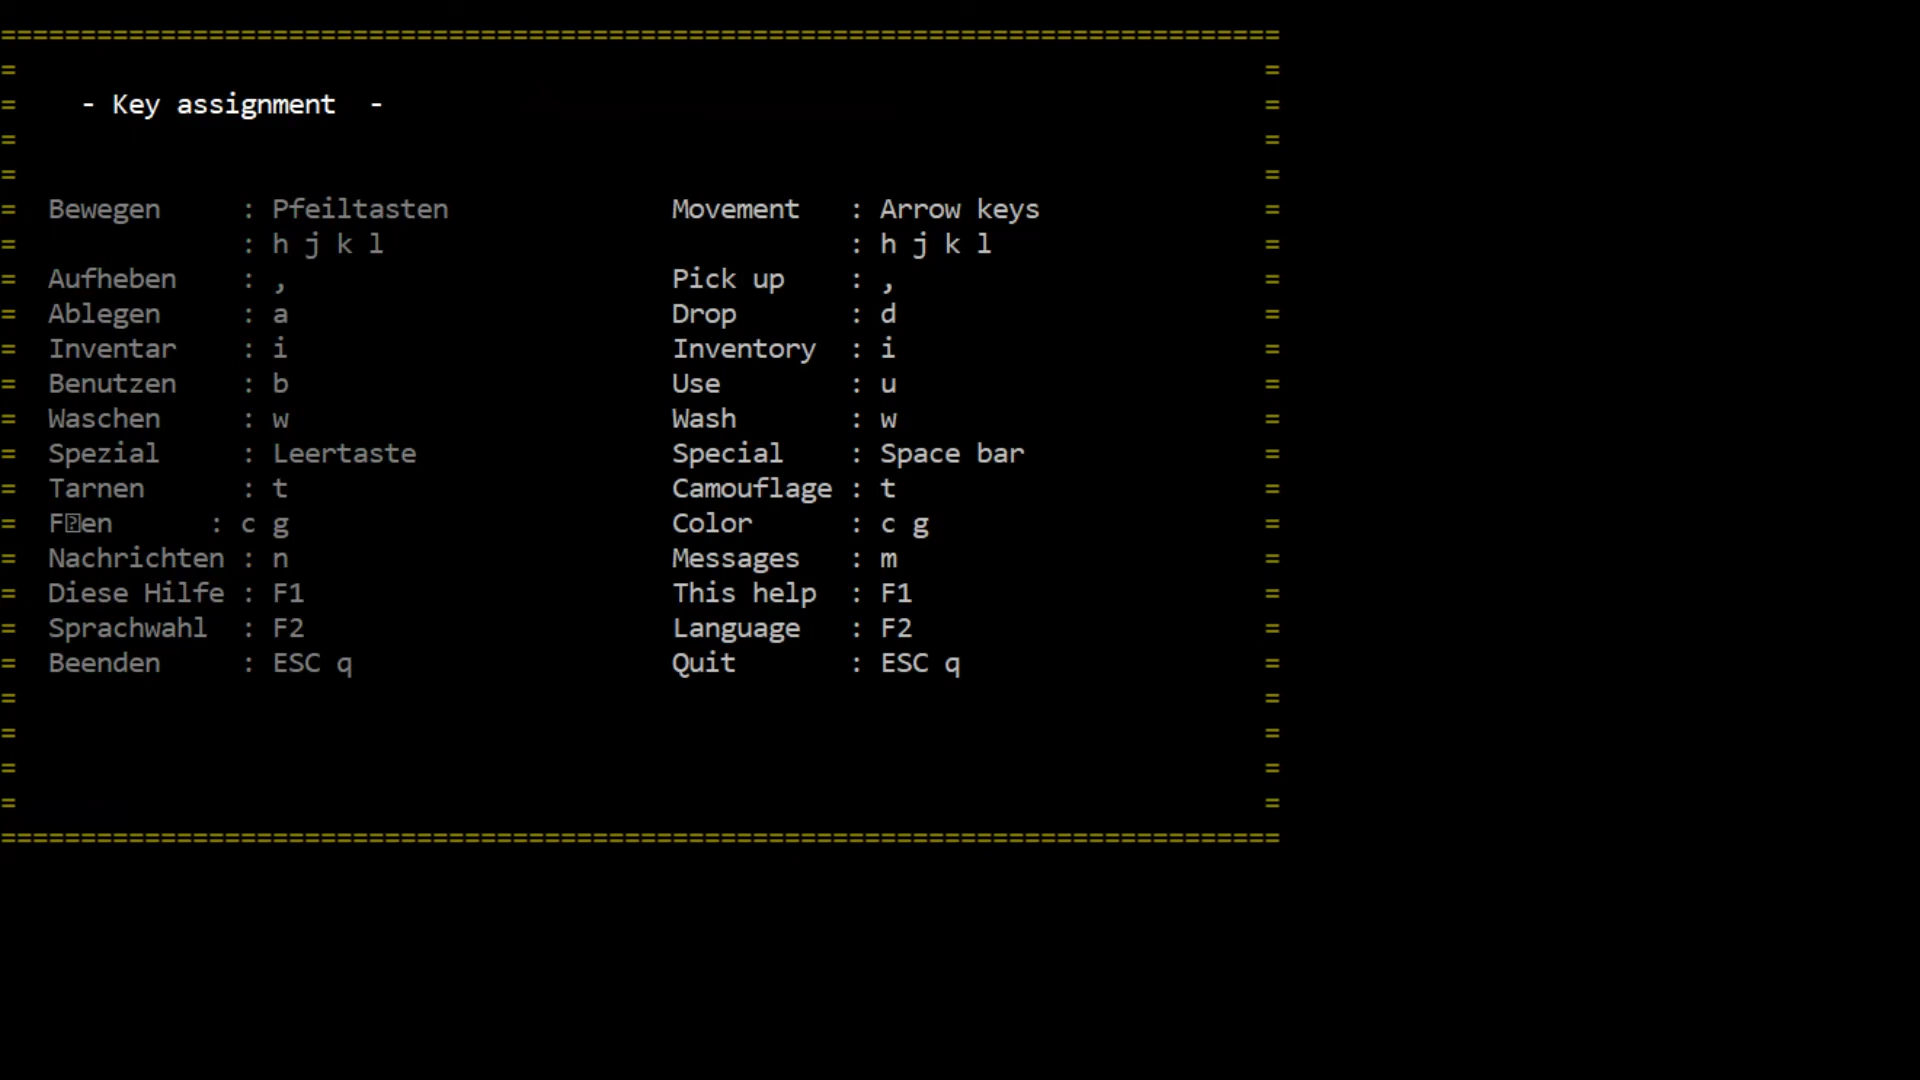 ================================================================================
= =
= - Key assignment - =
= =
= =
= Bewegen : Pfeiltasten Movement : Arrow keys =
= : h j k l : h j k l =
= Aufheben : , Pick up : , =
= Ablegen : a Drop : d =
= Inventar : i Inventory : i =
= Benutzen : b Use : u =
= Waschen : w Wash : w =
= Spezial : Leertaste Special : Space bar =
= Tarnen : t Camouflage : t =
= F�en : c g Color : c g =
= Nachrichten : n Messages : m =
= Diese Hilfe : F1 This help : F1 =
= Sprachwahl : F2 Language : F2 =
= Beenden : ESC q Quit : ESC q =
= =
= =
= =
= =
================================================================================